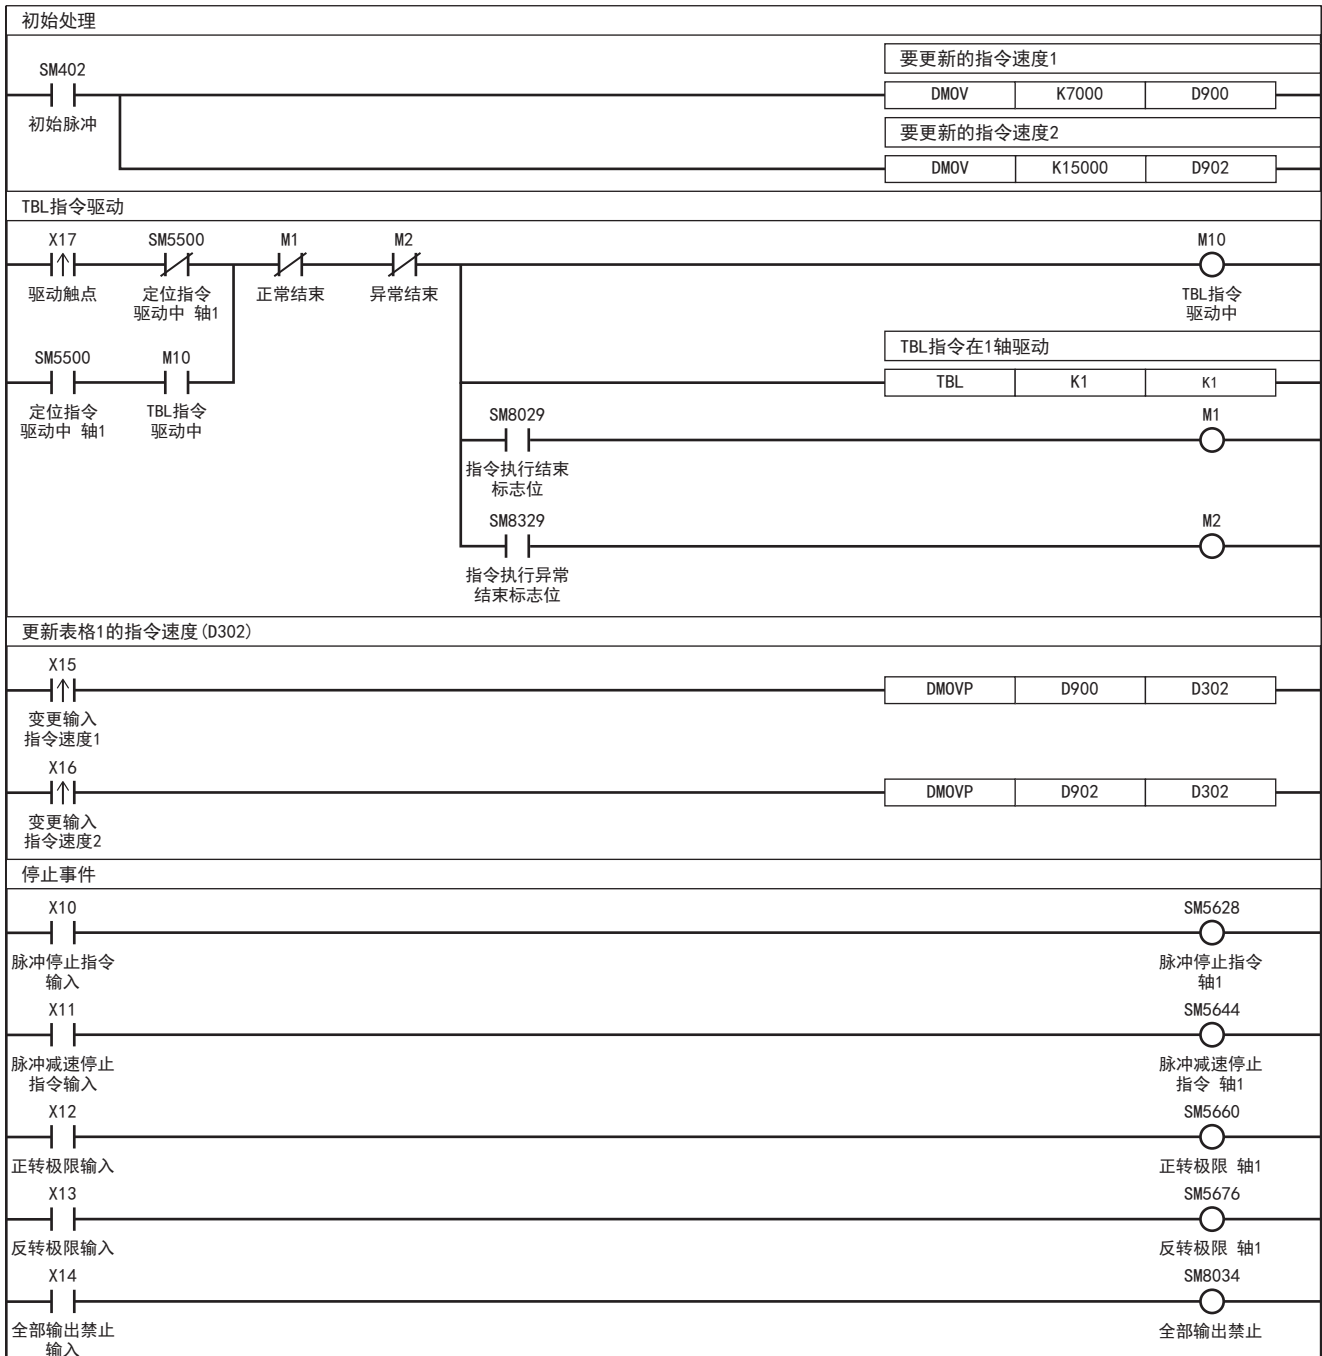 初始处理
要更新的指令速度1
SM402
DMOV K7000 D900
初始脉冲
要更新的指令速度2
DMOV K15000 D902
TBL指令驱动
X17 SM5500 M1 M2 M10
驱动触点 定位指令 正常结束 异常结束 TBL指令
驱动中 轴1 驱动中
TBL指令在1轴驱动
SM5500 M10
TBL K1 K1
定位指令 TBL指令 SM8029 M1
驱动中 轴1 驱动中
指令执行结束
标志位
SM8329 M2
指令执行异常
结束标志位
更新表格1的指令速度(D302)
X15
DMOVP D900 D302
变更输入
指令速度1
X16
DMOVP D902 D302
变更输入
指令速度2
停止事件
X10 SM5628
脉冲停止指令 脉冲停止指令
输入 轴1
X11 SM5644
脉冲减速停止 脉冲减速停止
指令输入 指令 轴1
X12 SM5660
正转极限输入 正转极限 轴1
X13 SM5676
反转极限输入 反转极限 轴1
X14 SM8034
全部输出禁止 全部输出禁止
输入